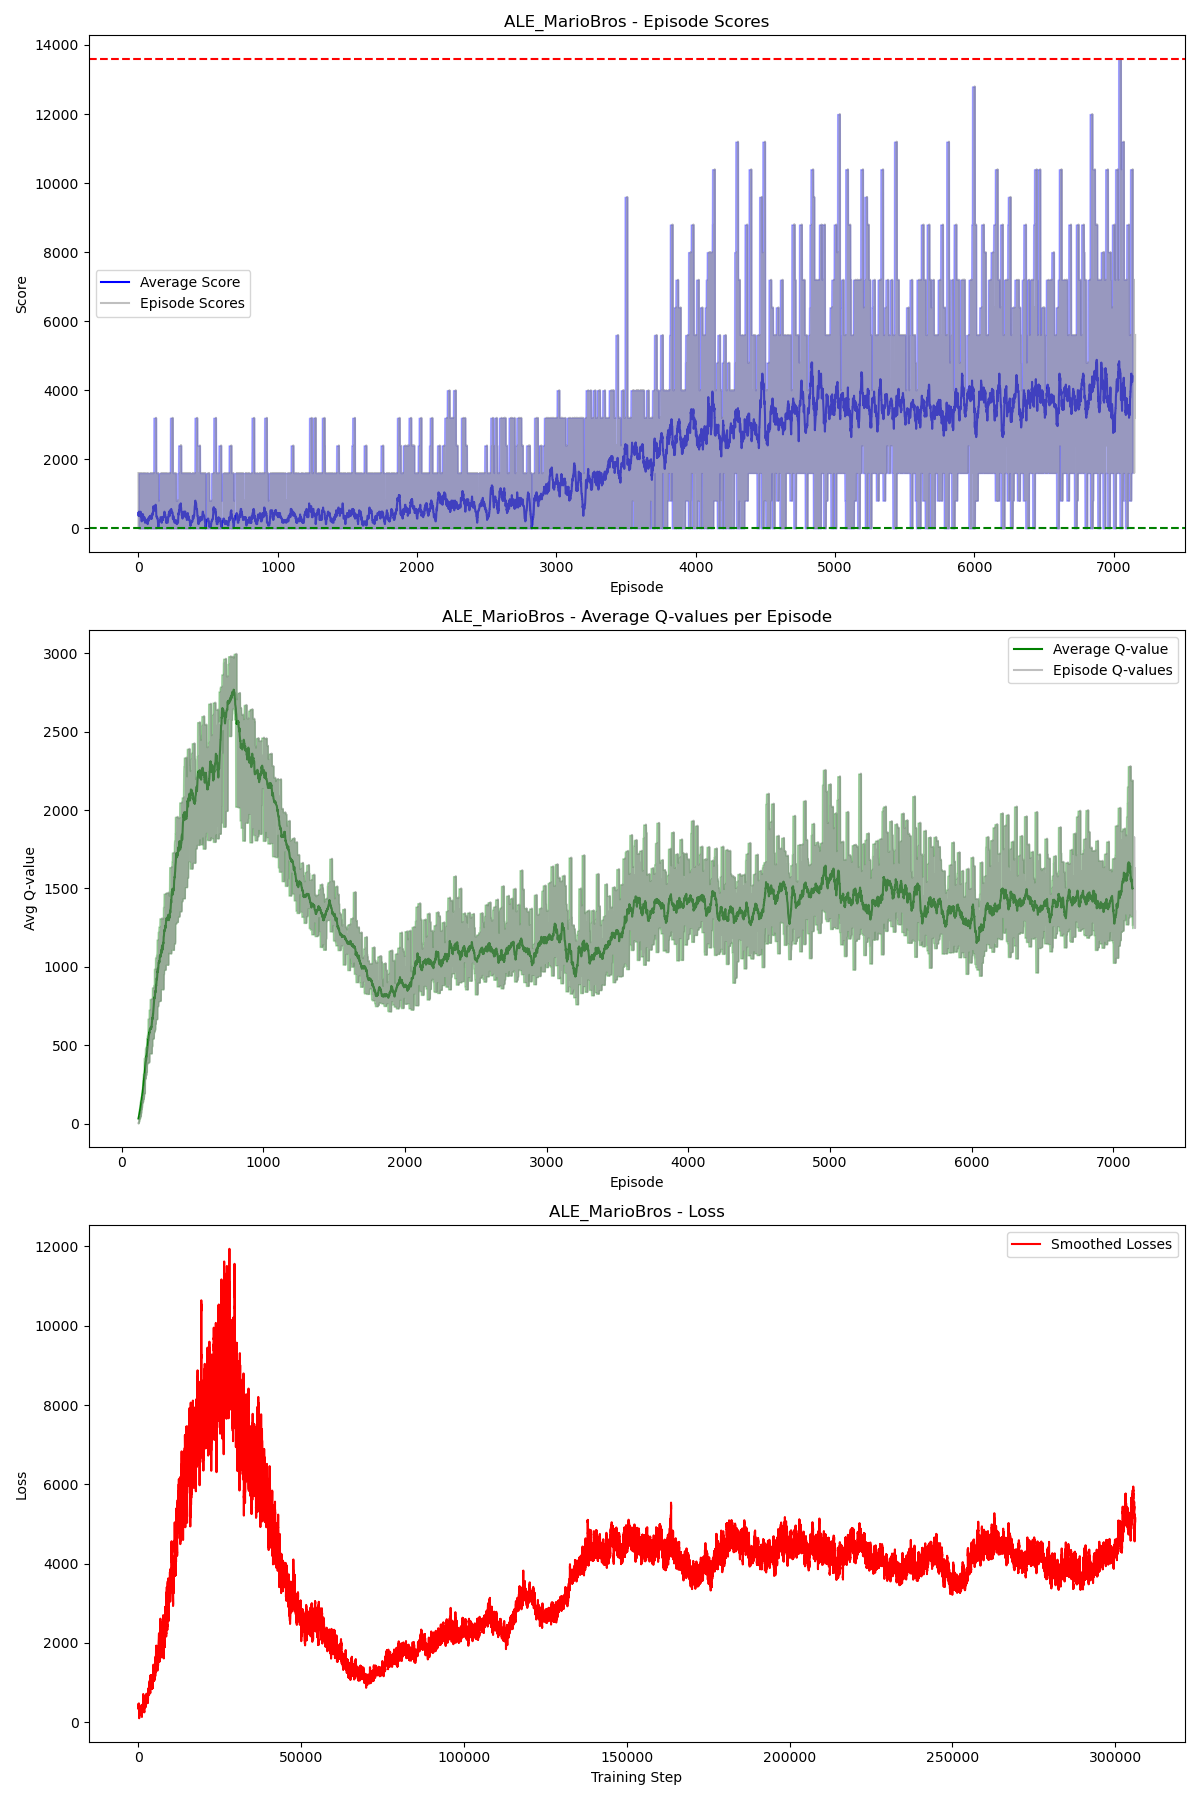 ALE_MarioBros - Episode Scores
14000
12000
10000
8000
6000
4000
2000
0
Score
Average Score
Episode Scores
0 1000 2000 3000 4000 5000 6000 7000
Episode
ALE_MarioBros - Average Q-values per Episode
3000
2500
2000
1500
1000
500
0
Avg Q-value
Average Q-value
Episode Q-values
0 1000 2000 3000 4000 5000 6000 7000
Episode
ALE_MarioBros - Loss
12000
10000
8000
6000
4000
2000
0
Loss
Smoothed Losses
0 50000 100000 150000 200000 250000 300000
Training Step